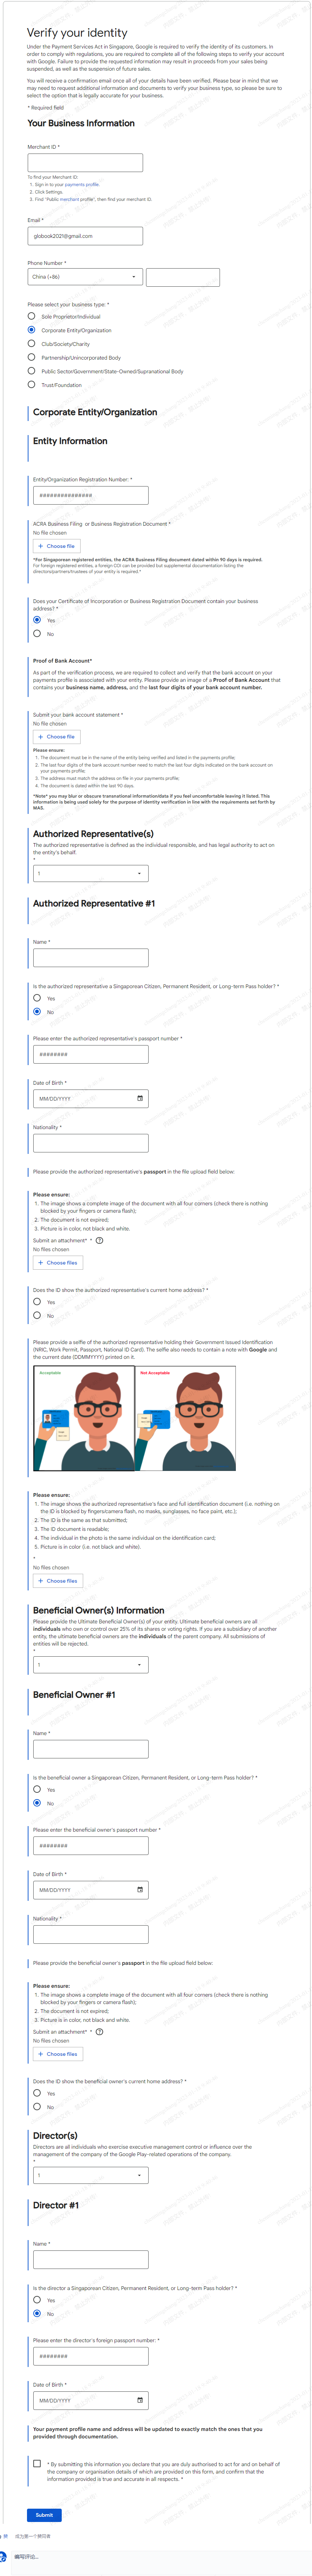 Verify your identity
Under the Payment Services Act in Singapore, Google is required to verify the identity of its customers. In
order to comply with regulations, you are required to complete all of the following steps to verify your account
with Google. Failure to provide the requested information may result in proceeds from your sales being
suspended, as well as the suspension of future sales.
You will receive a confirmation email once all of your details have been verified. Please bear in mind that we
may need to request additional information and documents to verify your business type, so please be sure to
select the option that is legally accurate for your business.
* Required field
Your Business Information
Merchant ID *
To find your Merchant ID:
1. Sign in to your payments profile.
2. Click Settings.
3. Find "Public merchant profile", then find your merchant ID.
Email *
globook2021@gmail.com
Phone Number *
China (+86)
Please select your business type: *
Sole Proprietor/Individual
Corporate Entity/Organization
Club/Society/Charity
Partnership/Unincorporated Body
Public Sector/Government/State-Owned/Supranational Body
Trust/Foundation
Corporate Entity/Organization
Entity Information
Entity/Organization Registration Number: *
###############
ACRA Business Filing or Business Registration Document *
No file chosen
+ Choose file
*For Singaporean registered entities, the ACRA Business Filing document dated within 90 days is required.
For foreign registered entities, a foreign COI can be provided but supplemental documentation listing the
directors/partners/trustees of your entity is required.*
Does your Certificate of Incorporation or Business Registration Document contain your business
address? *
Yes
No
Proof of Bank Account*
As part of the verification process, we are required to collect and verify that the bank account on your
payments profile is associated with your entity. Please provide an image of a Proof of Bank Account that
contains your business name, address, and the last four digits of your bank account number.
Submit your bank account statement *
No file chosen
+ Choose file
Please ensure:
1. The document must be in the name of the entity being verified and listed in the payments profile;
2. The last four digits of the bank account number need to match the last four digits indicated on the bank account on
your payments profile;
3. The address must match the address on file in your payments profile.
4. The document is dated within the last 90 days.
*Note* you may blur or obscure transactional information/data if you feel uncomfortable leaving it listed. This
information is being used solely for the purpose of identity verification in line with the requirements set forth by
MAS.
Authorized Representative(s)
The authorized representative is defined as the individual responsible, and has legal authority to act on
the entity's behalf.
*
1
Authorized Representative #1
Name *
Is the authorized representative a Singaporean Citizen, Permanent Resident, or Long-term Pass holder? *
Yes
No
Please enter the authorized representative's passport number *
########
Date of Birth *
MM/DD/YYYY
Nationality *
Please provide the authorized representative's passport in the file upload field below:
Please ensure:
1. The image shows a complete image of the document with all four corners (check there is nothing
blocked by your fingers or camera flash);
2. The document is not expired;
3. Picture is in color, not black and white.
Submit an attachment* *
No files chosen
+ Choose files
Does the ID show the authorized representative's current home address? *
Yes
No
Please provide a selfie of the authorized representative holding their Government Issued Identification
(NRIC, Work Permit, Passport, National ID Card). The selfie also needs to contain a note with Google and
the current date (DDMMYYYY) printed on it.
Acceptable
Not Acceptable
Please ensure:
1. The image shows the authorized representative's face and full identification document (i.e. nothing on
the ID is blocked by fingers/camera flash, no masks, sunglasses, no face paint, etc.);
2. The ID is the same as that submitted;
3. The ID document is readable;
4. The individual in the photo is the same individual on the identification card;
5. Picture is in color (i.e. not black and white).
*
No files chosen
+ Choose files
Beneficial Owner(s) Information
Please provide the Ultimate Beneficial Owner(s) of your entity. Ultimate beneficial owners are all
individuals who own or control over 25% of its shares or voting rights. If you are a subsidiary of another
entity, the ultimate beneficial owners are the individuals of the parent company. All submissions of
entities will be rejected.
*
1
Beneficial Owner #1
Name *
Is the beneficial owner a Singaporean Citizen, Permanent Resident, or Long-term Pass holder? *
Yes
No
Please enter the beneficial owner's passport number *
########
Date of Birth *
MM/DD/YYYY
Nationality *
Please provide the beneficial owner's passport in the file upload field below:
Please ensure:
1. The image shows a complete image of the document with all four corners (check there is nothing
blocked by your fingers or camera flash);
2. The document is not expired;
3. Picture is in color, not black and white.
Submit an attachment* *
No files chosen
+ Choose files
Does the ID show the beneficial owner's current home address? *
Yes
No
Director(s)
Directors are all individuals who exercise executive management control or influence over the
management of the company of the Google Play-related operations of the company.
*
1
Director #1
Name *
Is the director a Singaporean Citizen, Permanent Resident, or Long-term Pass holder? *
Yes
No
Please enter the director's foreign passport number: *
########
Date of Birth *
MM/DD/YYYY
Your payment profile name and address will be updated to exactly match the ones that you
provided through documentation.
* By submitting this information you declare that you are duly authorised to act for and on behalf of
the company or organisation details of which are provided on this form, and confirm that the
information provided is true and accurate in all respects. *
Submit
成为第一个赞同者